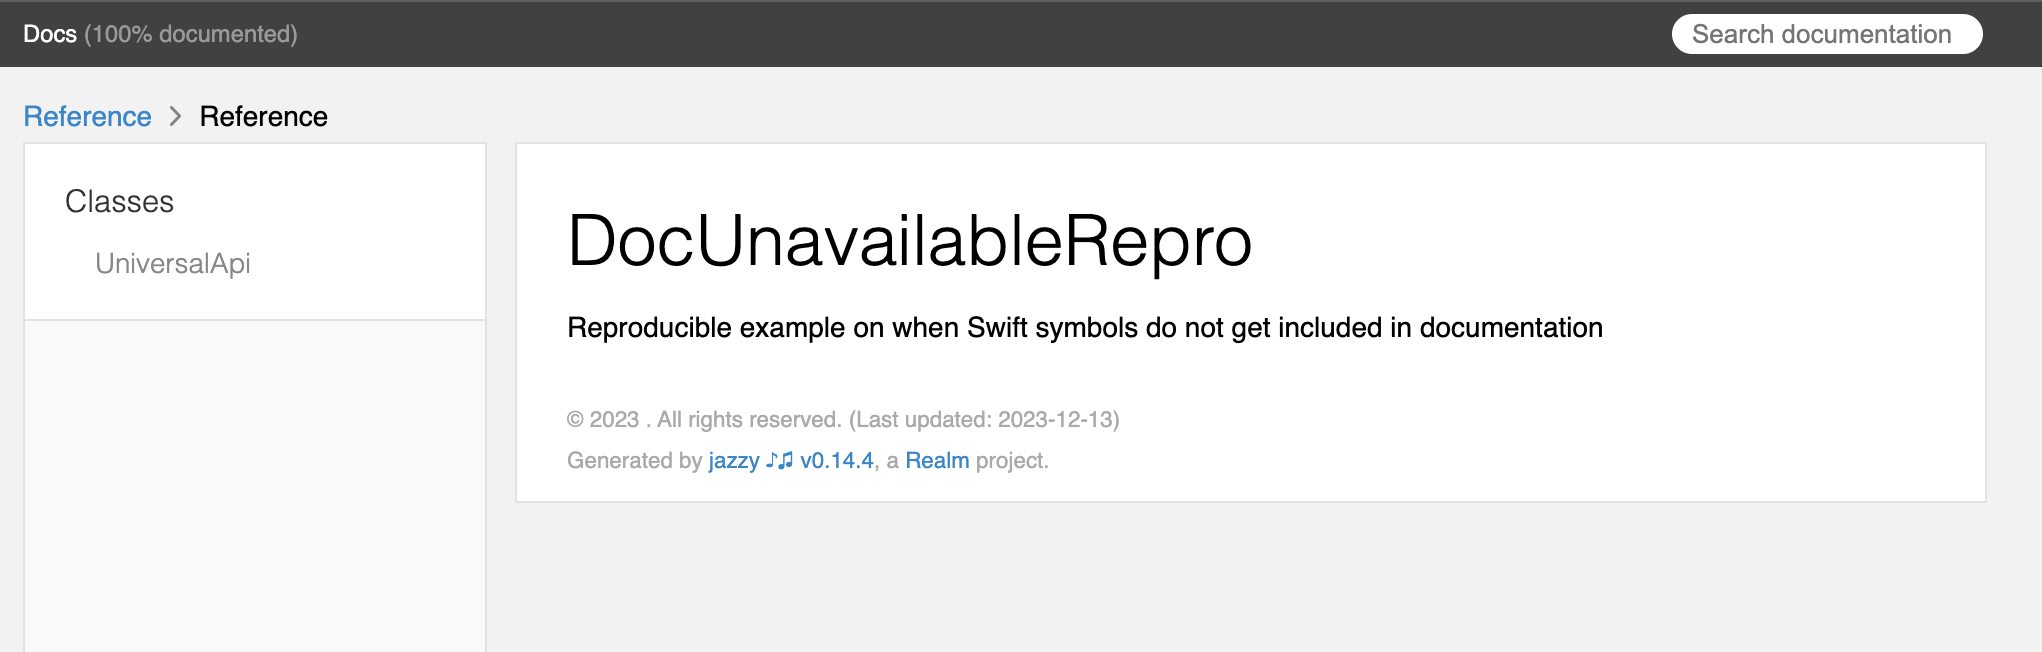 Docs (100% documented)
Search documentation
Reference > Reference
Classes
UniversalApi
DocUnavailableRepro
Reproducible example on when Swift symbols do not get included in documentation
© 2023 . All rights reserved. (Last updated: 2023-12-13)
Generated by jazzy ♪♫ v0.14.4, a Realm project.